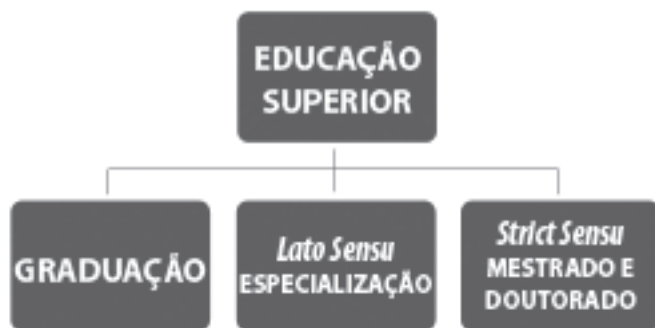 EDUCAÇÃO
SUPERIOR
GRADUAÇÃO
Lato Sensu
ESPECIALIZAÇÃO
Strict Sensu
MESTRADO E
DOUTORADO